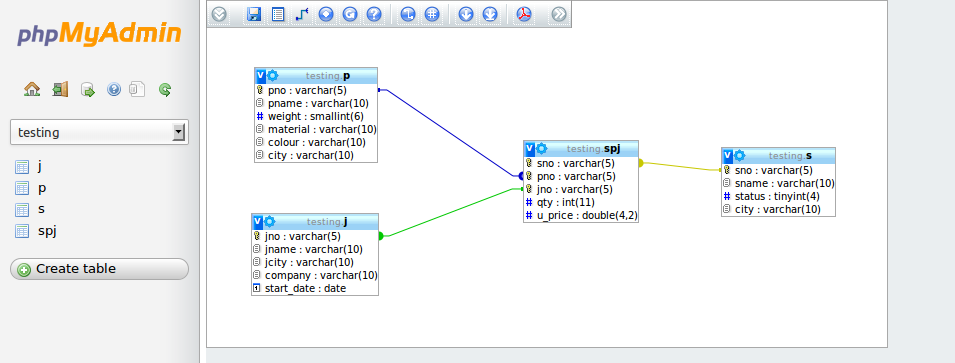 phpMyAdmin
testing
j
p
s
spj
Create table
testing.p
pno : varchar(5)
pname : varchar(10)
weight : smallint(6)
material : varchar(10)
colour : varchar(10)
city : varchar(10)
testing.j
jno : varchar(5)
jname : varchar(10)
jcity : varchar(10)
company : varchar(10)
start_date : date
testing.spj
sno : varchar(5)
pno : varchar(5)
jno : varchar(5)
qty : int(11)
u_price : double(4,2)
testing.s
sno : varchar(5)
sname : varchar(10)
status : tinyint(4)
city : varchar(10)